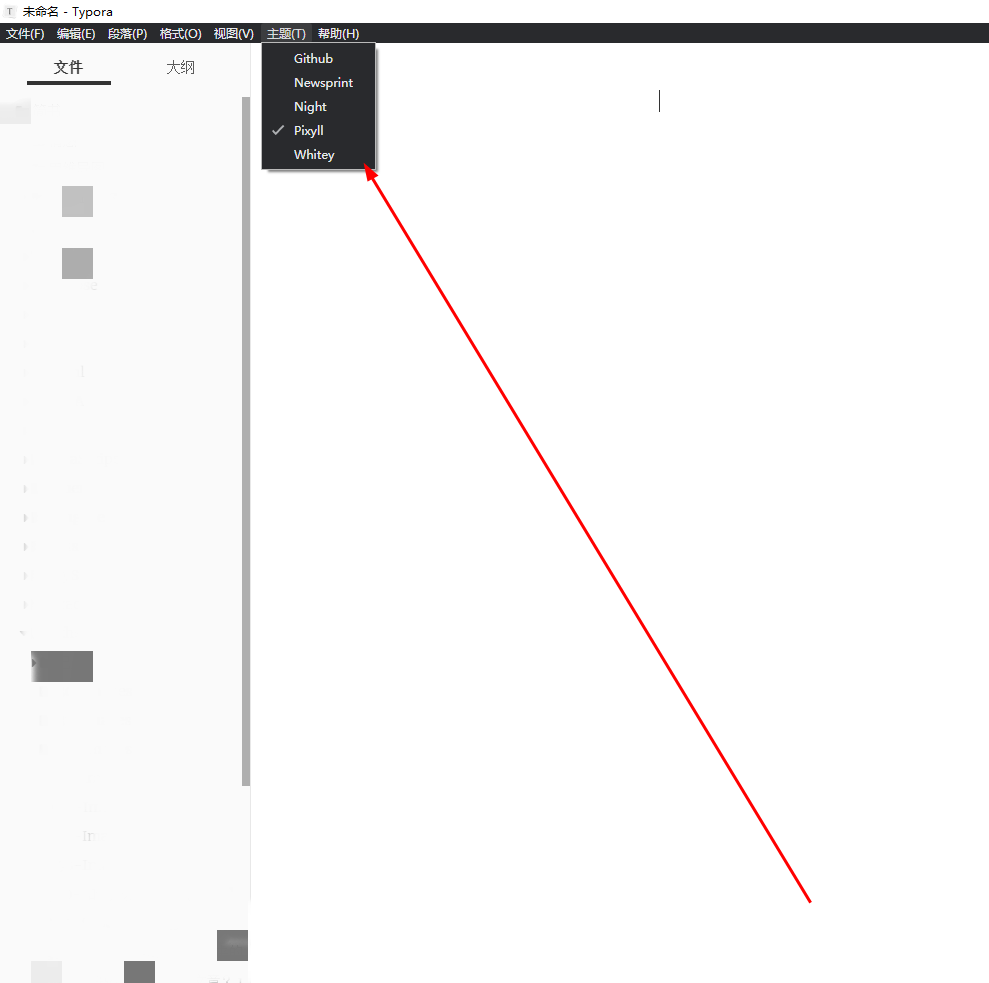 未命名 - Typora
文件(F) 编辑(E) 段落(P) 格式(O) 视图(V) 主题(T) 帮助(H)
文件 大纲
Github
Newsprint
Night
Pixyll
Whitey